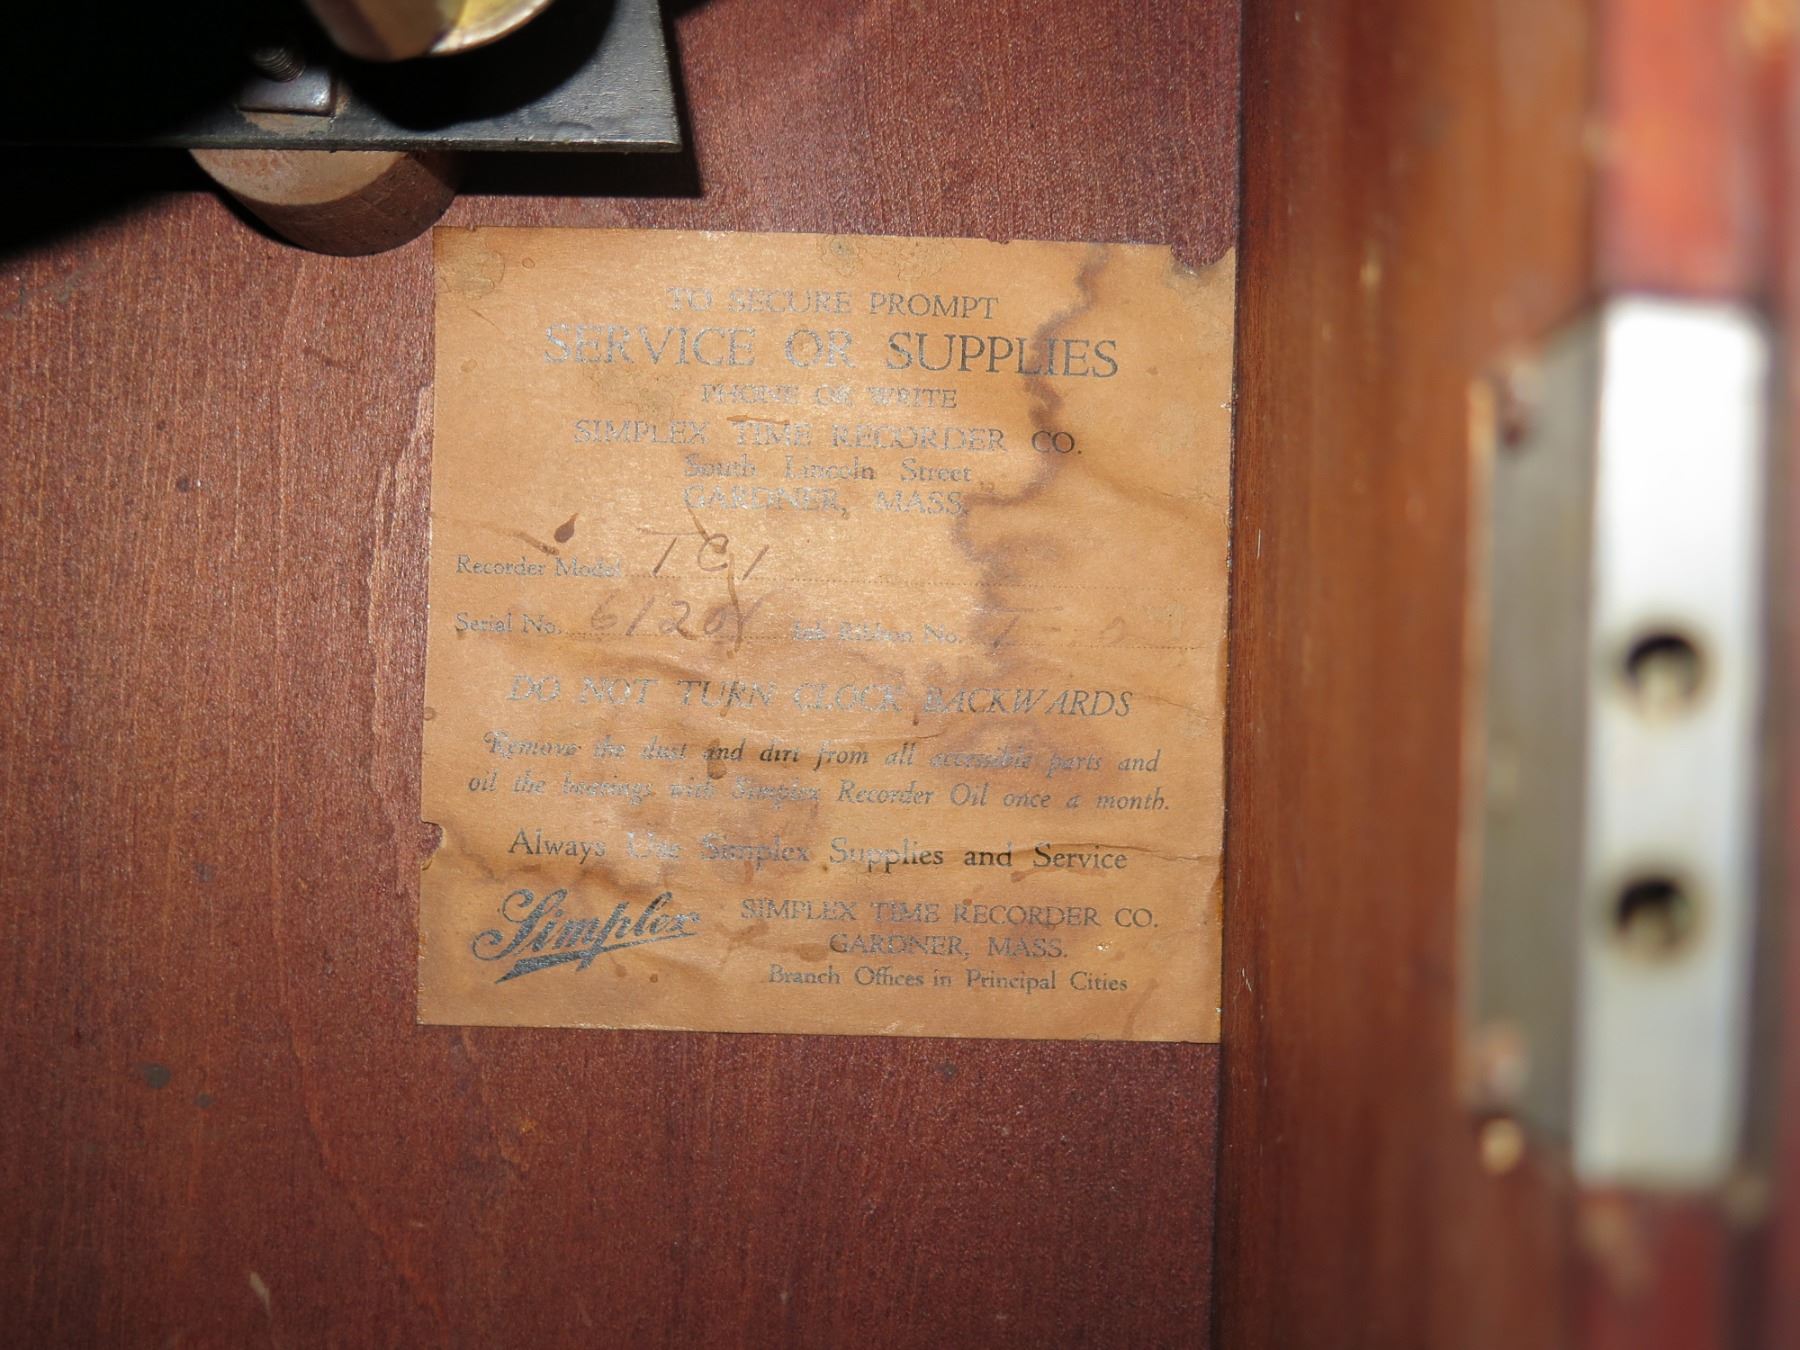 TO SECURE PROMPT
SERVICE OR SUPPLIES
PHONE OR WRITE
SIMPLEX TIME RECORDER CO.
South Lincoln Street
GARDNER, MASS.
Recorder Model TC1
Serial No. Ink Ribbon No.
DO NOT TURN CLOCK BACKWARDS
Remove the dust and dirt from all accessible parts and
oil the bearings with Simplex Recorder Oil once a month.
Always Use Simplex Supplies and Service
Simplex
SIMPLEX TIME RECORDER CO.
GARDNER, MASS.
Branch Offices in Principal Cities